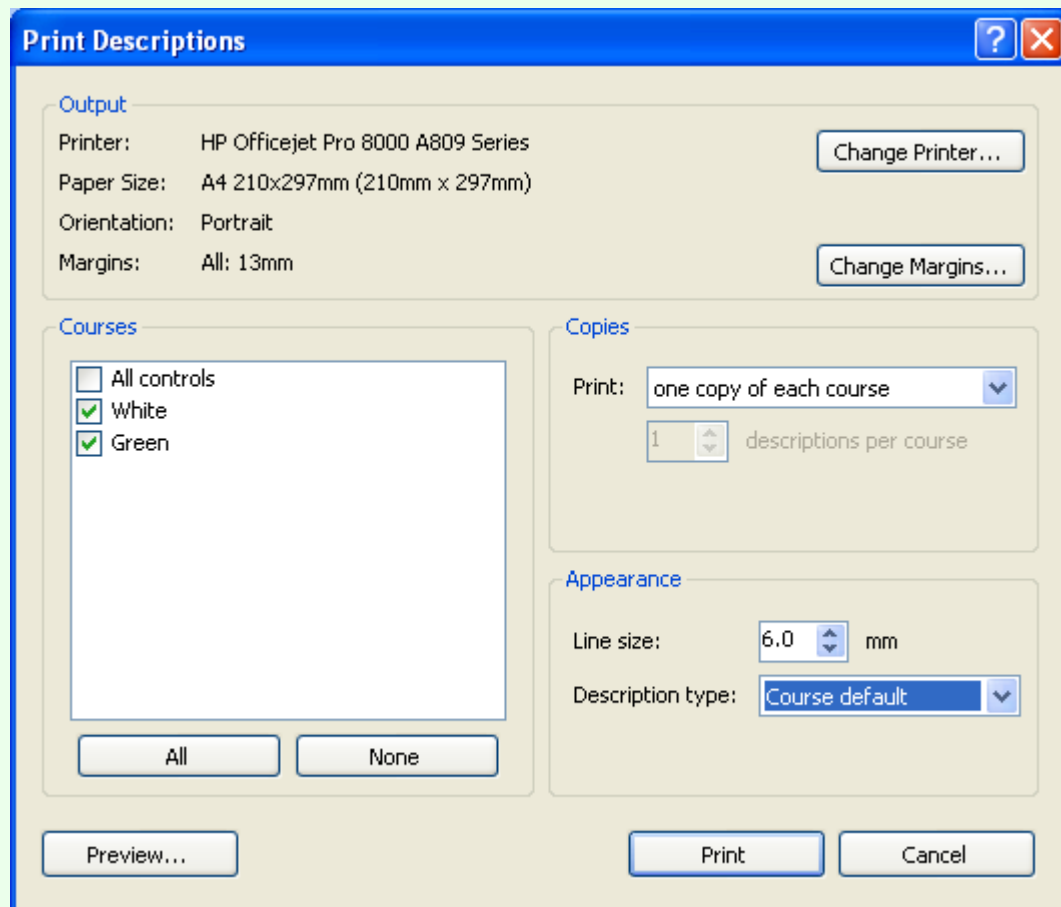 Print Descriptions
Output
Printer: HP Officejet Pro 8000 A809 Series
Change Printer...
Paper Size: A4 210x297mm (210mm x 297mm)
Orientation: Portrait
Margins: All: 13mm
Change Margins...
Courses
All controls
White
Green
All None
Copies
Print: one copy of each course
1 descriptions per course
Appearance
Line size: 6.0 mm
Description type: Course default
Preview... Print Cancel